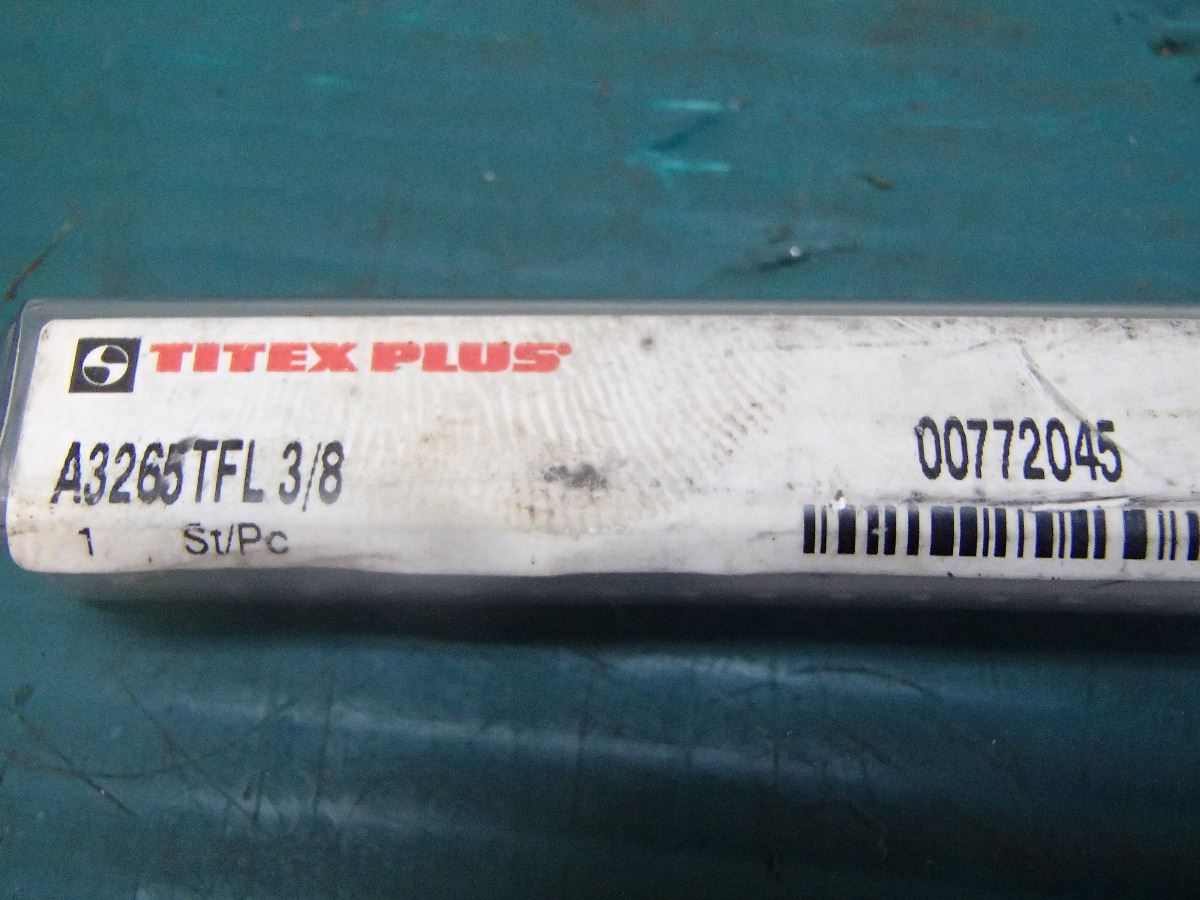 TITEX PLUS®
A3265TFL 3/8
00772045
1 St/Pc